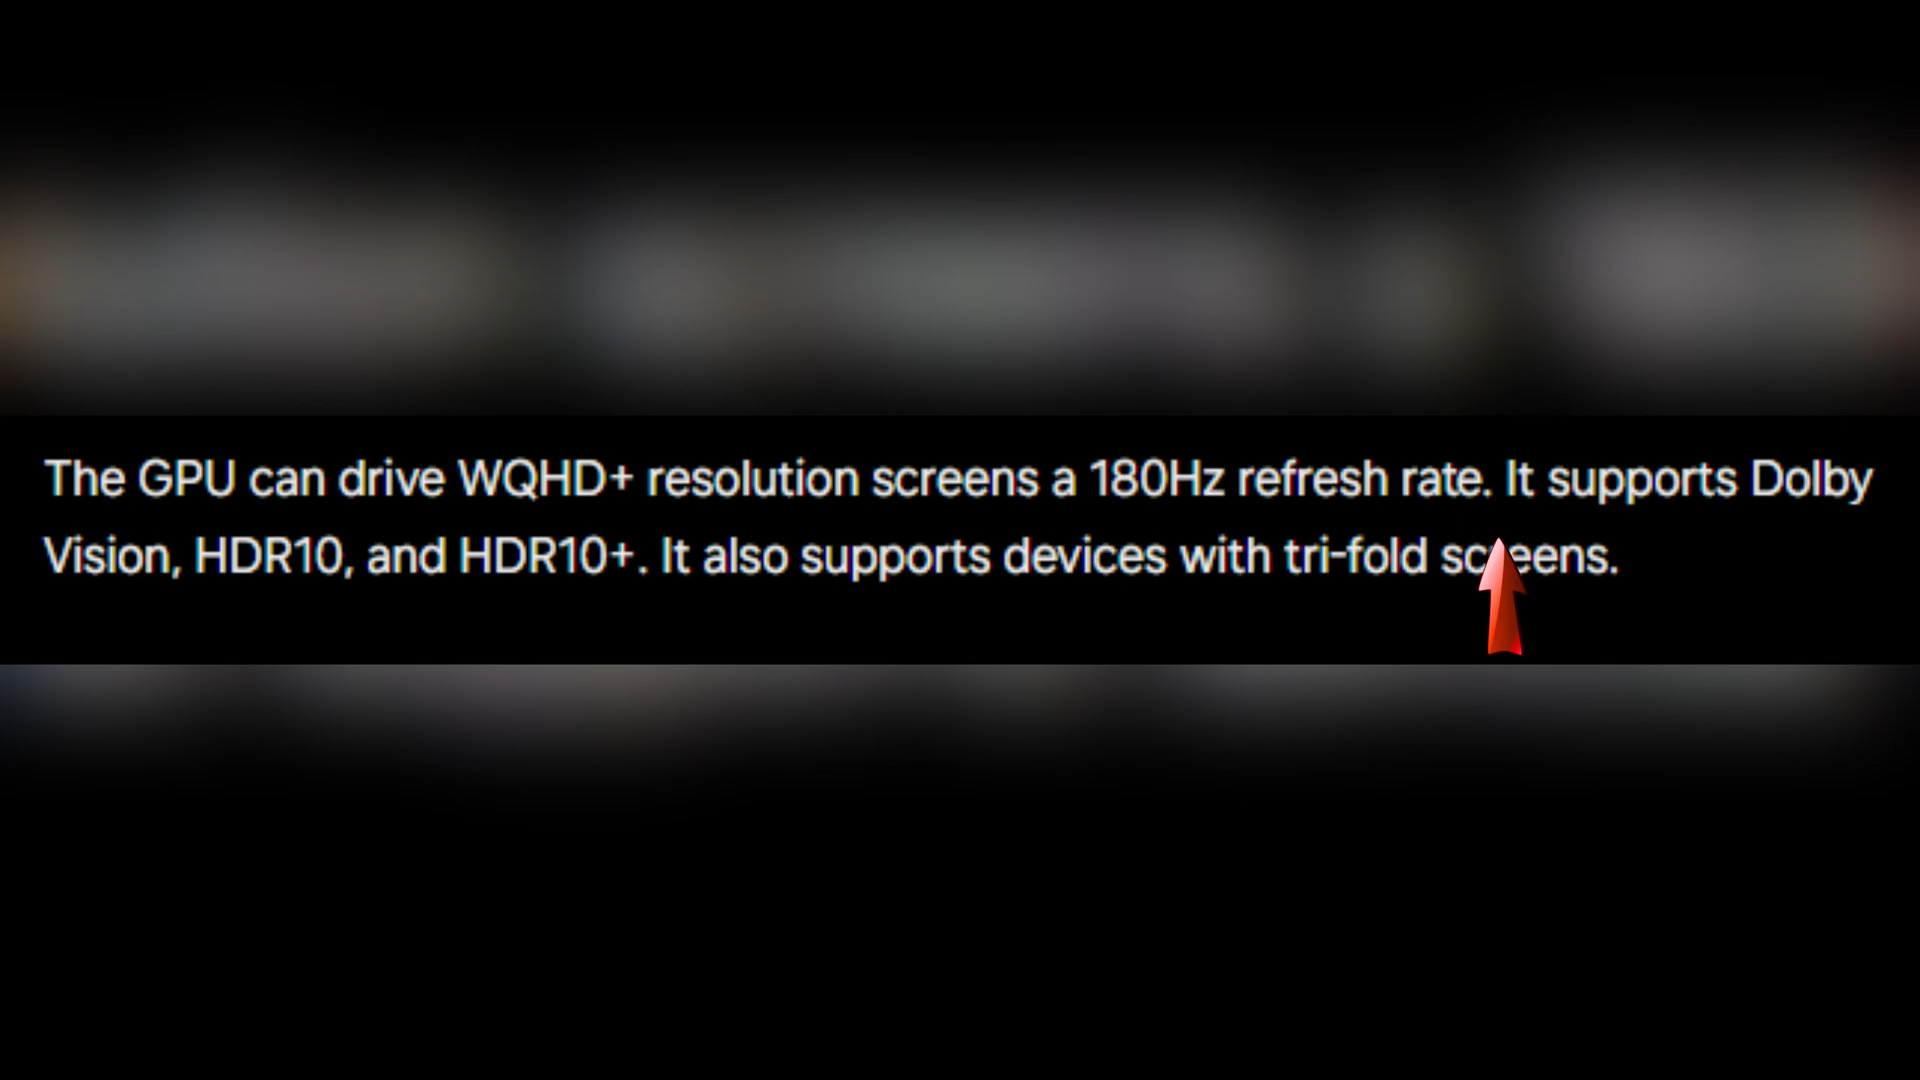 The GPU can drive WQHD+ resolution screens a 180Hz refresh rate. It supports Dolby
Vision, HDR10, and HDR10+. It also supports devices with tri-fold screens.